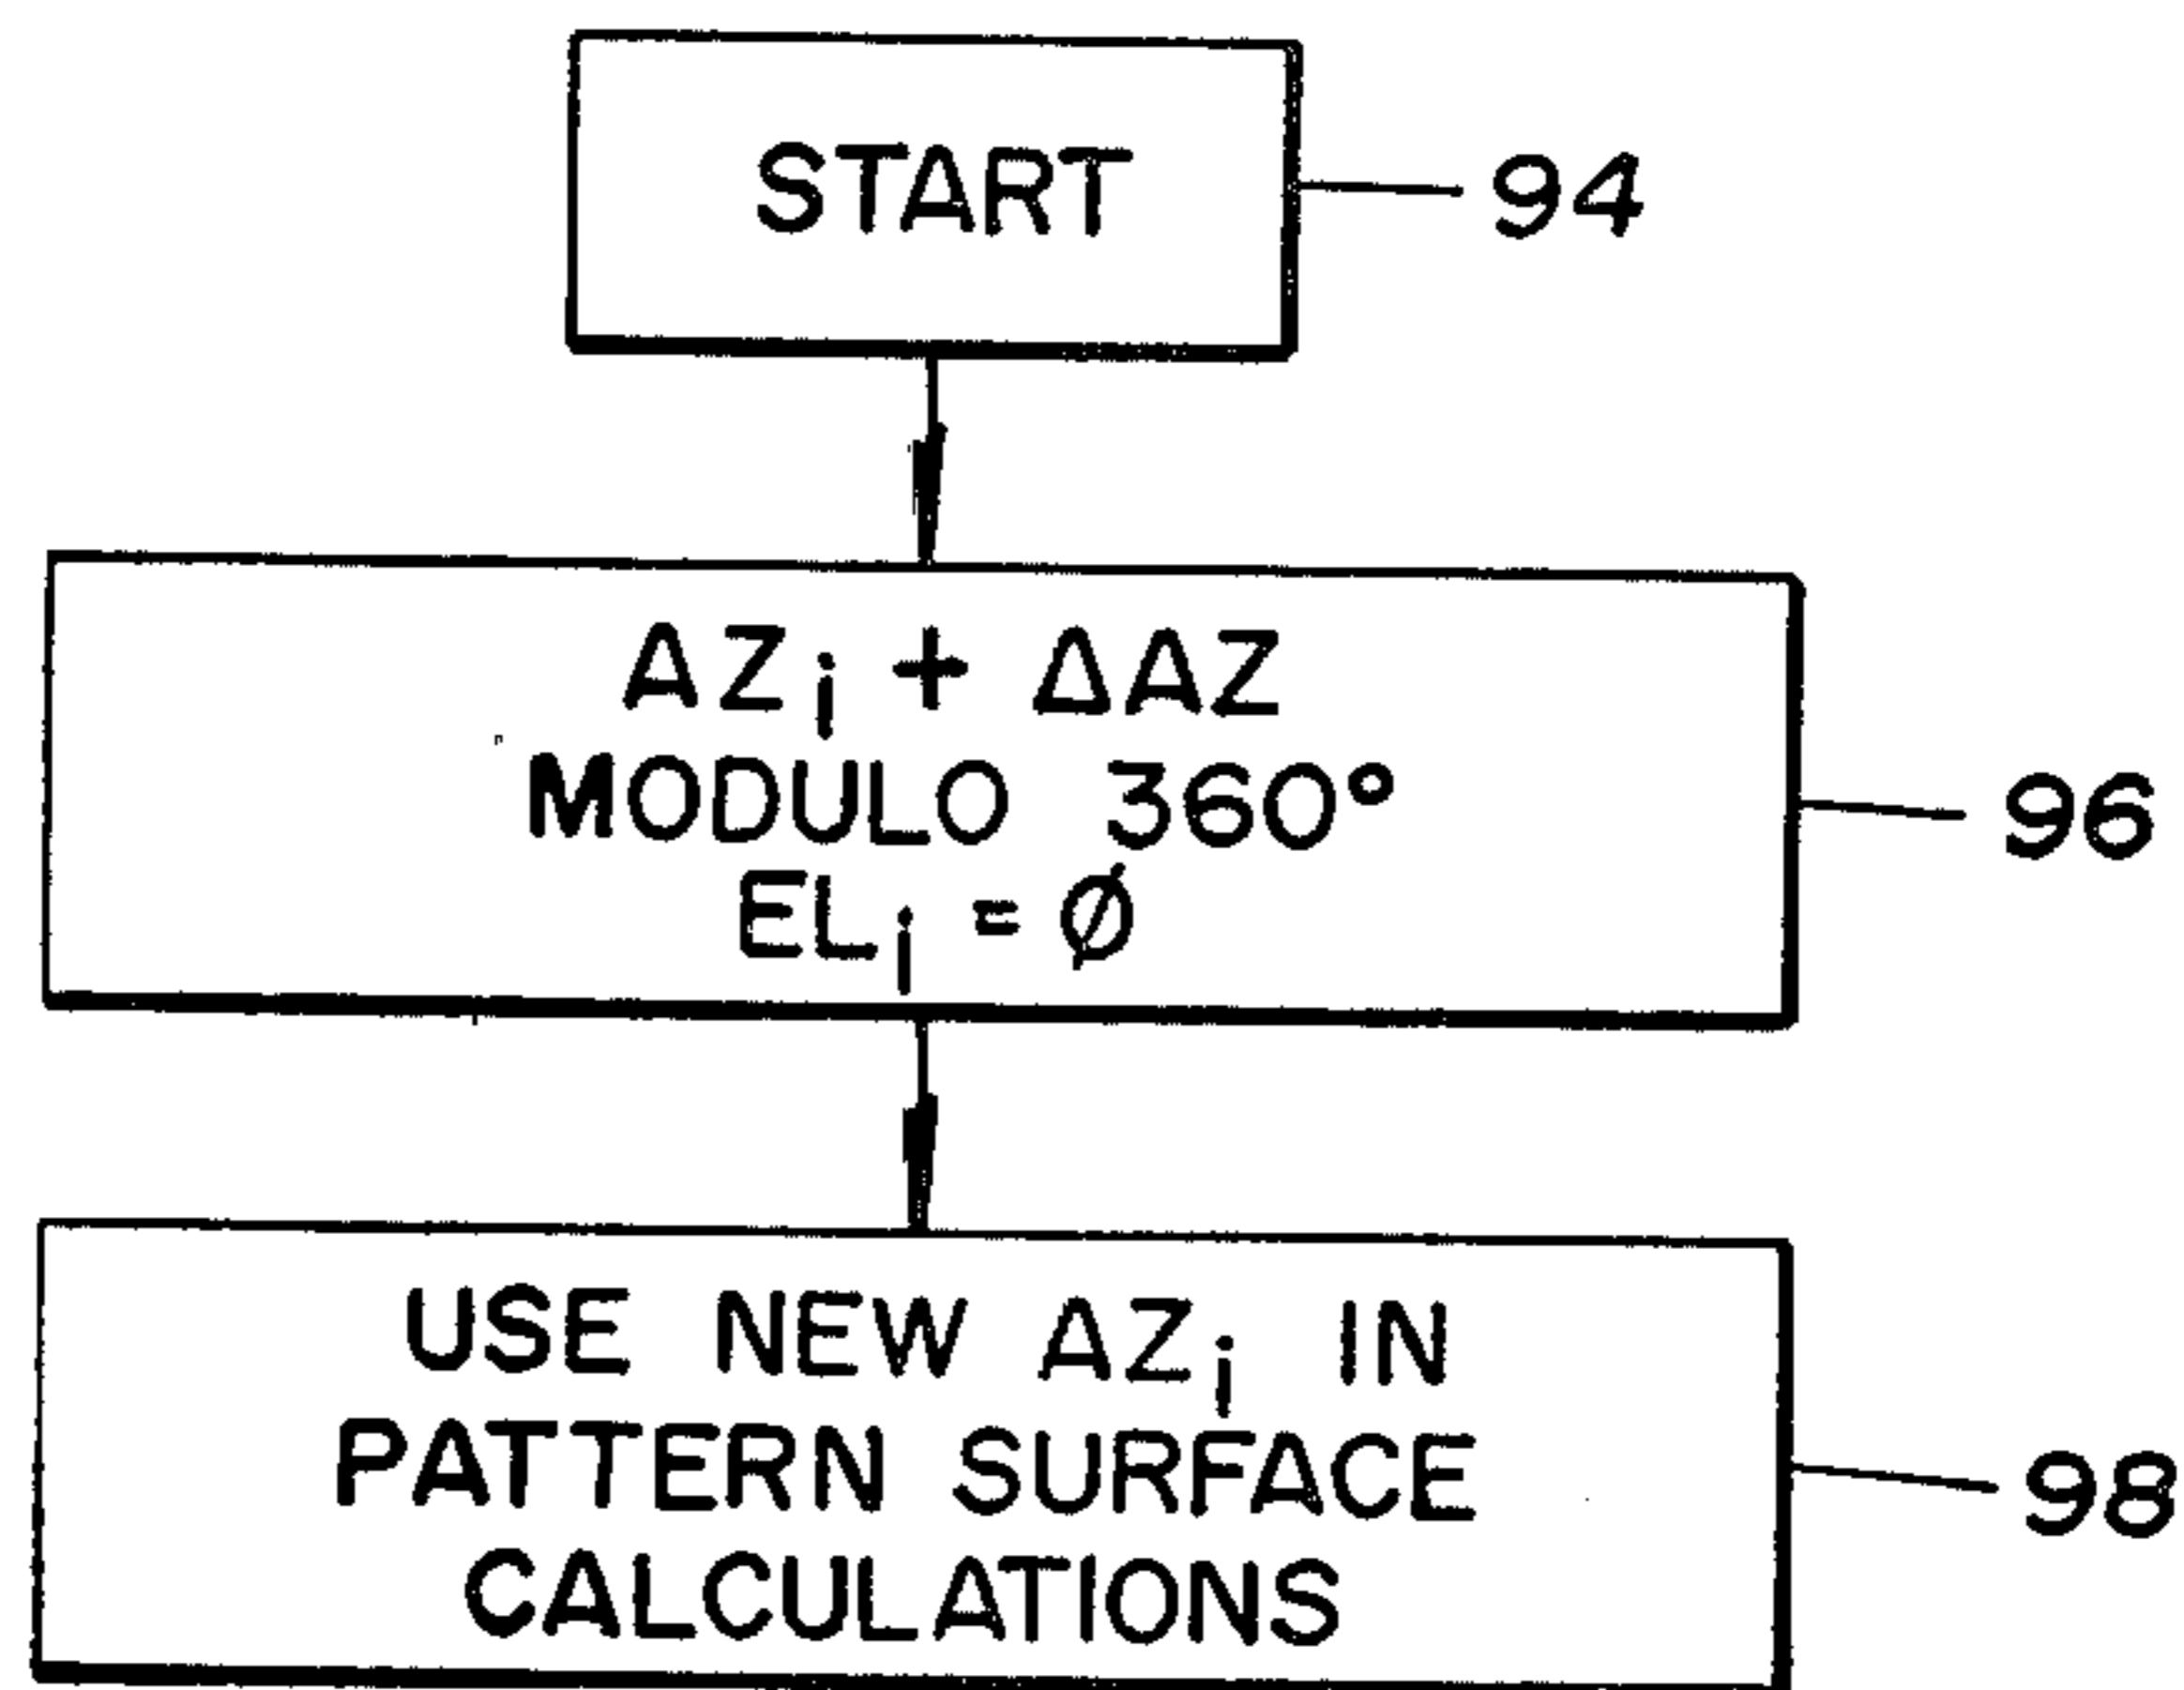 START
94
AZi + ΔAZ
MODULO 360°
ELi = Ø
96
USE NEW AZi IN
PATTERN SURFACE
CALCULATIONS
98